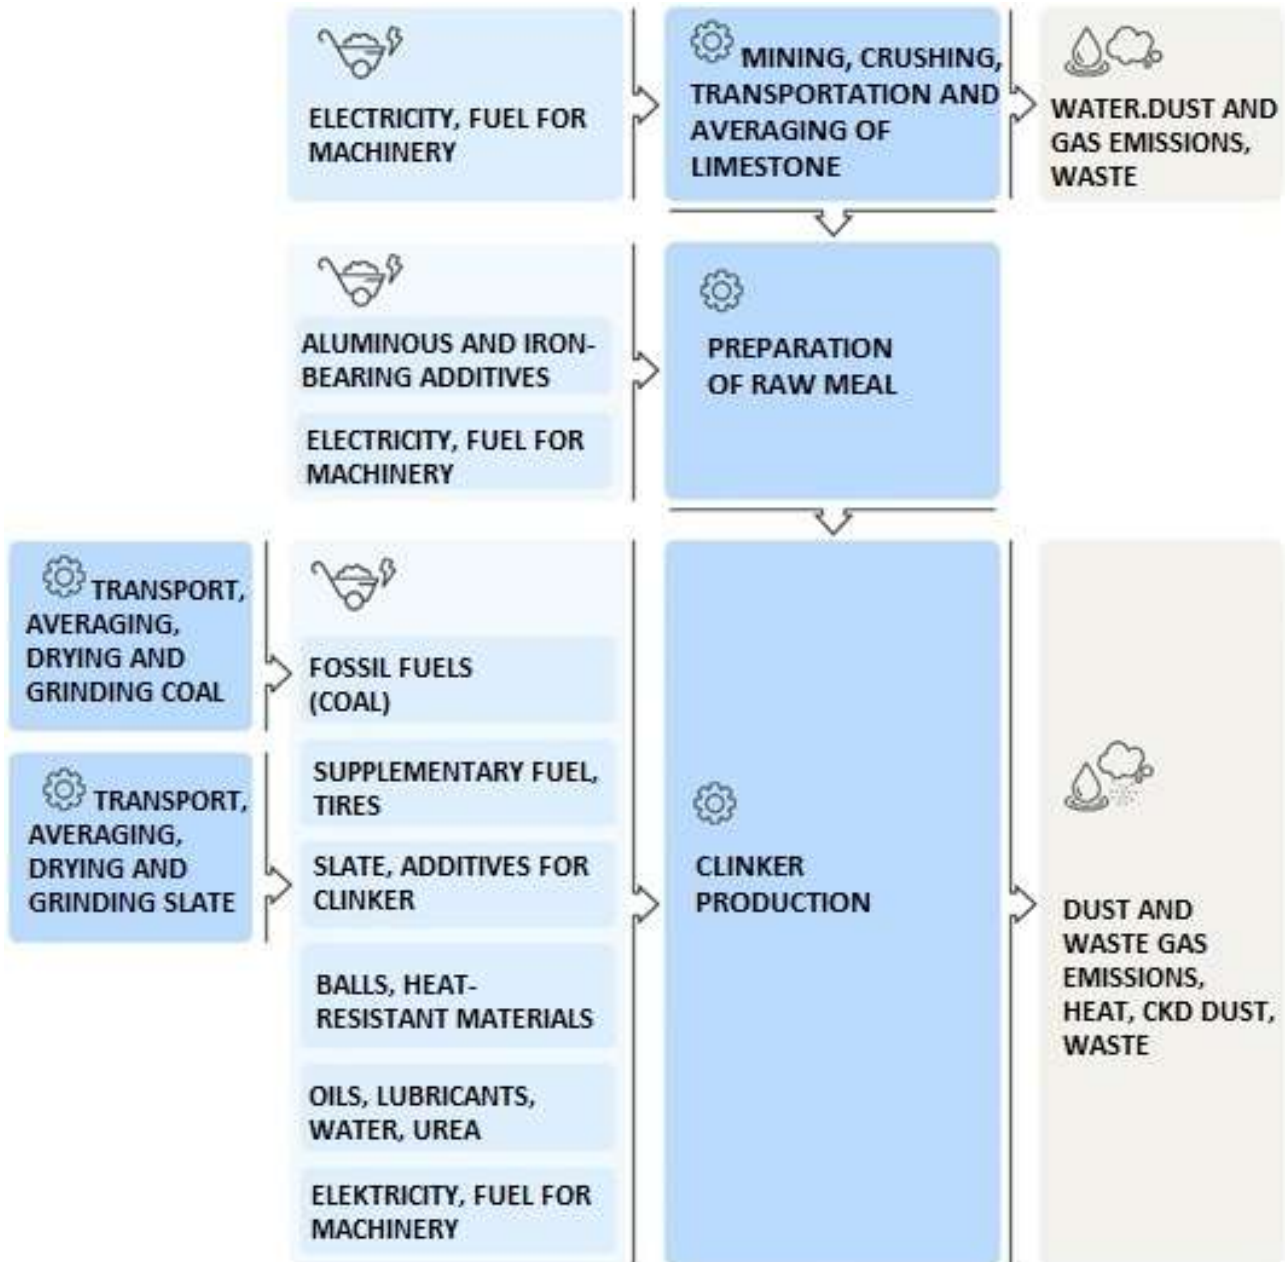 ELECTRICITY, FUEL FOR
MACHINERY
MINING, CRUSHING,
TRANSPORTATION AND
AVERAGING OF
LIMESTONE
WATER.DUST AND
GAS EMISSIONS,
WASTE
ALUMINOUS AND IRON-
BEARING ADDITIVES
ELECTRICITY, FUEL FOR
MACHINERY
PREPARATION
OF RAW MEAL
TRANSPORT,
AVERAGING,
DRYING AND
GRINDING COAL
TRANSPORT,
AVERAGING,
DRYING AND
GRINDING SLATE
FOSSIL FUELS
(COAL)
SUPPLEMENTARY FUEL,
TIRES
SLATE, ADDITIVES FOR
CLINKER
BALLS, HEAT-
RESISTANT MATERIALS
OILS, LUBRICANTS,
WATER, UREA
ELEKTRICITY, FUEL FOR
MACHINERY
CLINKER
PRODUCTION
DUST AND
WASTE GAS
EMISSIONS,
HEAT, CKD DUST,
WASTE